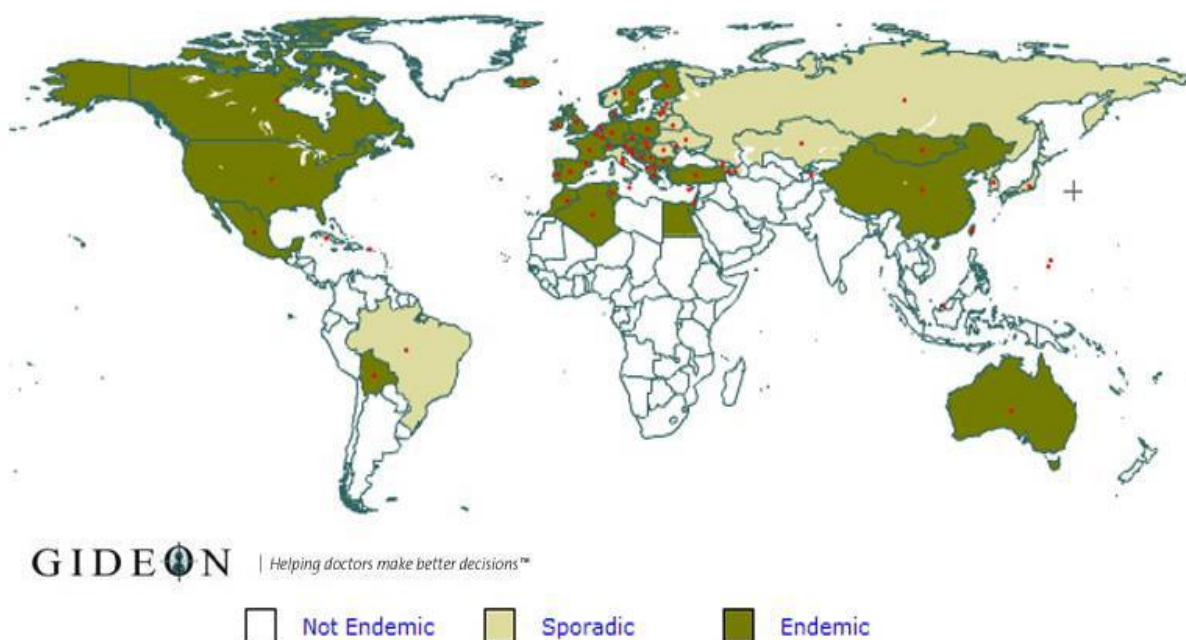 GIDEON | Helping doctors make better decisions™
Not Endemic Sporadic Endemic